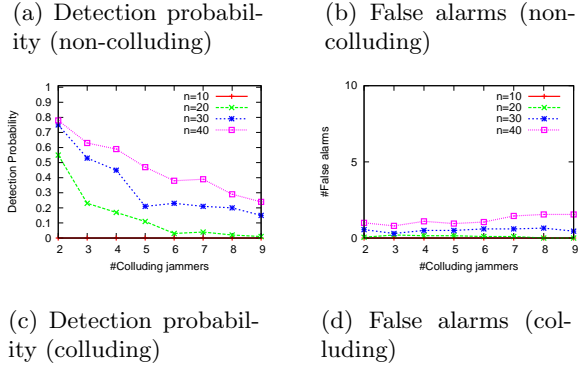 (a) Detection probabil-
ity (non-colluding)
(b) False alarms (non-
colluding)
1
0.9
0.8
0.7
0.6
0.5
0.4
0.3
0.2
0.1
0
2 3 4 5 6 7 8 9
Detection Probability
#Colluding jammers
n=10
n=20
n=30
n=40
10
5
0
2 3 4 5 6 7 8 9
#False alarms
#Colluding jammers
n=10
n=20
n=30
n=40
(c) Detection probabil-
ity (colluding)
(d) False alarms (col-
luding)